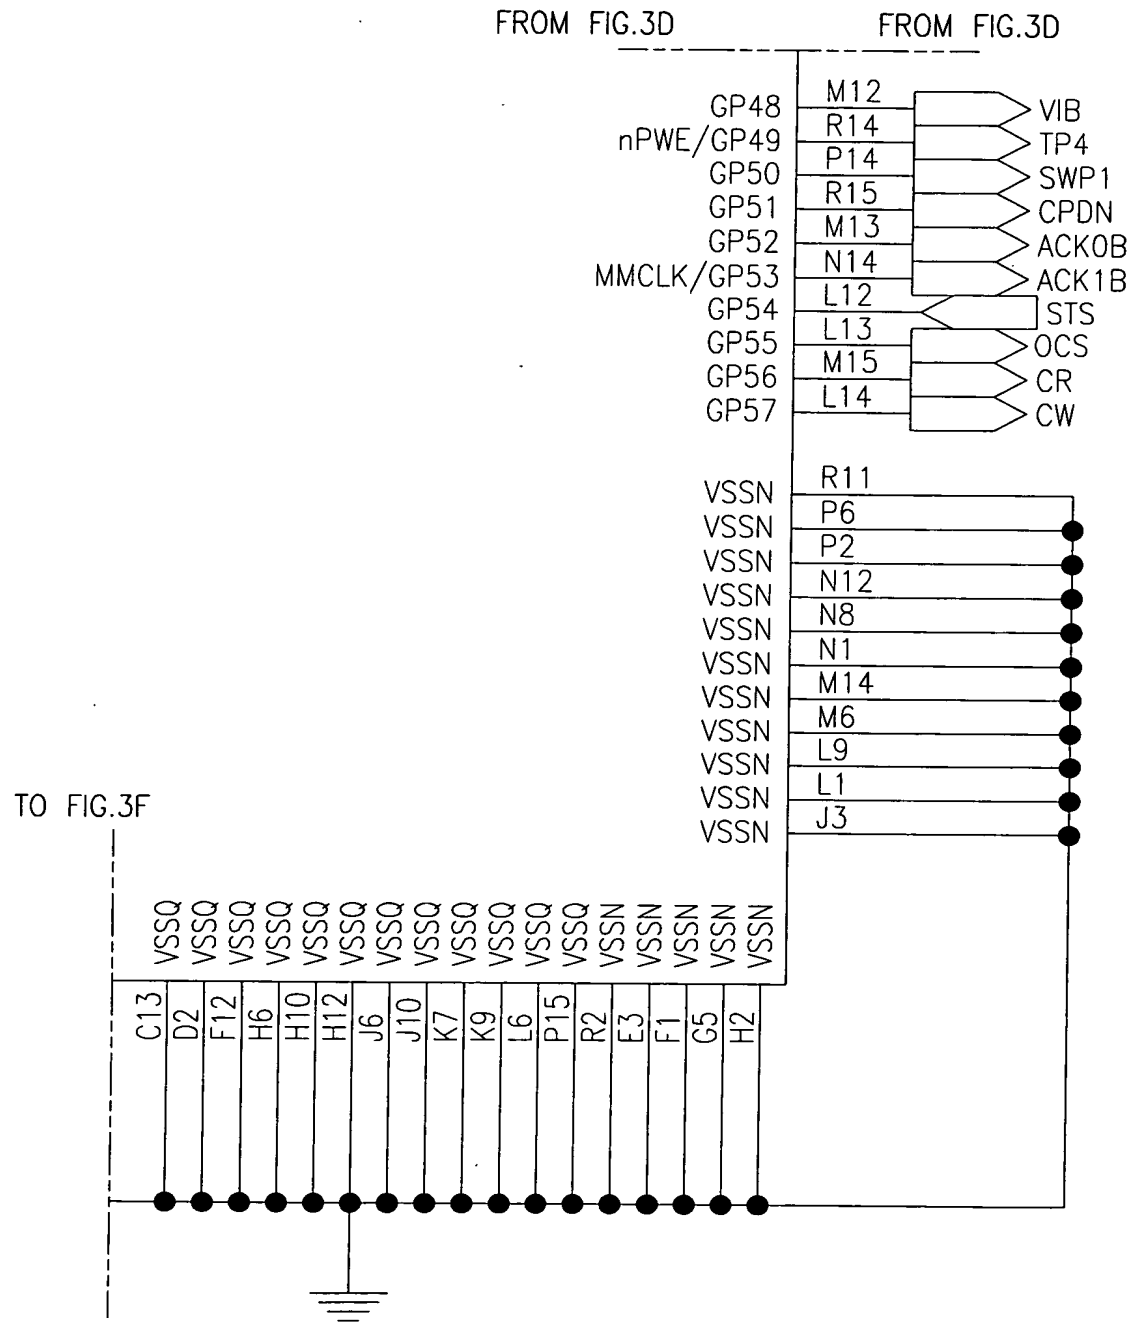 FROM FIG.3D FROM FIG.3D
GP48 M12 VIB
nPWE/GP49 R14 TP4
GP50 P14 SWP1
GP51 R15 CPDN
GP52 M13 ACK0B
MMCLK/GP53 N14 ACK1B
GP54 L12 STS
GP55 L13 OCS
GP56 M15 CR
GP57 L14 CW
VSSN R11
VSSN P6
VSSN P2
VSSN N12
VSSN N8
VSSN N1
VSSN M14
VSSN M6
VSSN L9
VSSN L1
VSSN J3
TO FIG.3F
VSSQ VSSQ VSSQ VSSQ VSSQ VSSQ VSSQ VSSQ VSSQ VSSQ VSSQ VSSQ VSSN VSSN VSSN VSSN VSSN
C13 D2 F12 H6 H10 H12 J6 J10 K7 K9 L6 P15 R2 E3 F1 G5 H2